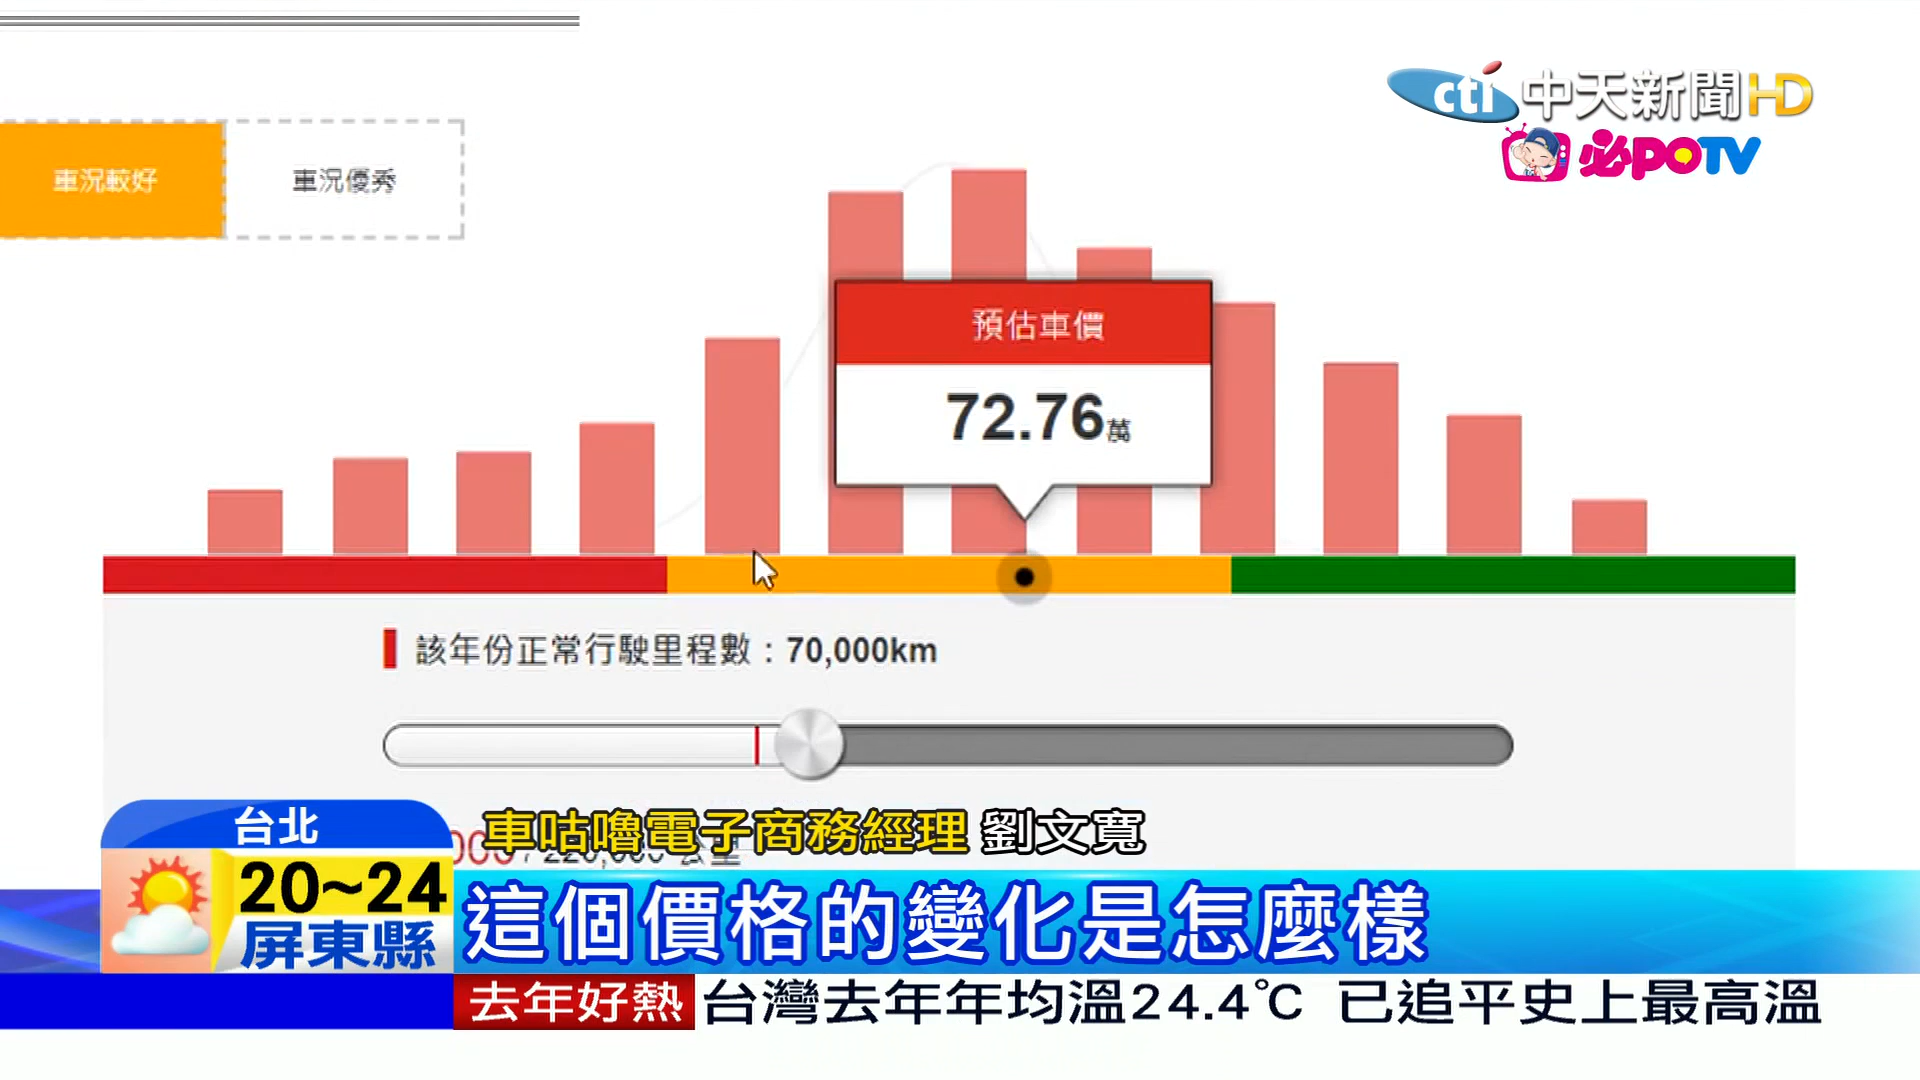 cti 中天新聞HD
必POTV
車況較好 車況優秀
預估車價
72.76萬
該年份正常行駛里程數：70,000km
車咕嚕電子商務經理 劉文寬
台北
20~24
屏東縣
這個價格的變化是怎麼樣
去年好熱 台灣去年年均溫24.4℃ 已追平史上最高溫